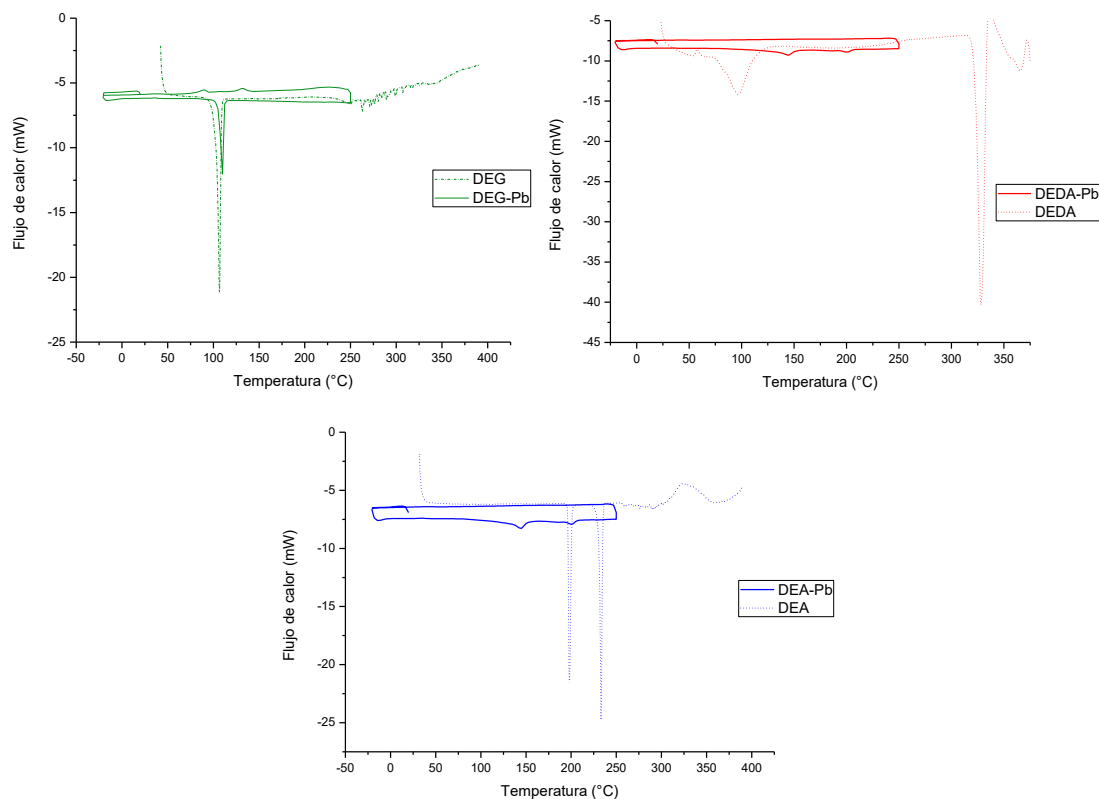 0
-5
-10
-15
-20
-25
Flujo de calor (mW)
-50 0 50 100 150 200 250 300 350 400
Temperatura (°C)
DEG
DEG-Pb
-5
-10
-15
-20
-25
-30
-35
-40
-45
Flujo de calor (mW)
0 50 100 150 200 250 325 350
Temperatura (°C)
DEDA-Pb
DEDA
0
-5
-10
-15
-20
-25
Flujo de calor (mW)
-50 0 50 100 150 200 250 300 350 400
Temperatura (°C)
DEA-Pb
DEA